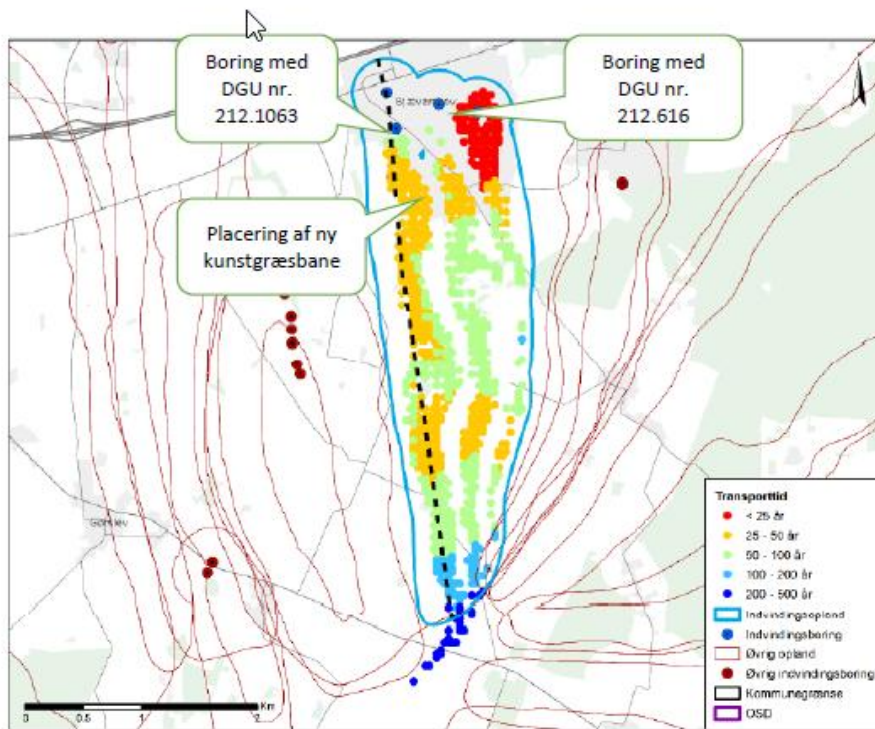 Boring med
DGU nr.
212.1063
Boring med
DGU nr.
212.616
Placering af ny
kunstgræsbane
Gørslev
Transporttid
< 25 år
25 - 50 år
50 - 100 år
100 - 200 år
200 - 500 år
Indvindingsopland
Indvindingsboring
Øvrig opland
Øvrig indvindingsboring
Kommunegrænse
OSD
0 0.5 1 2
Km